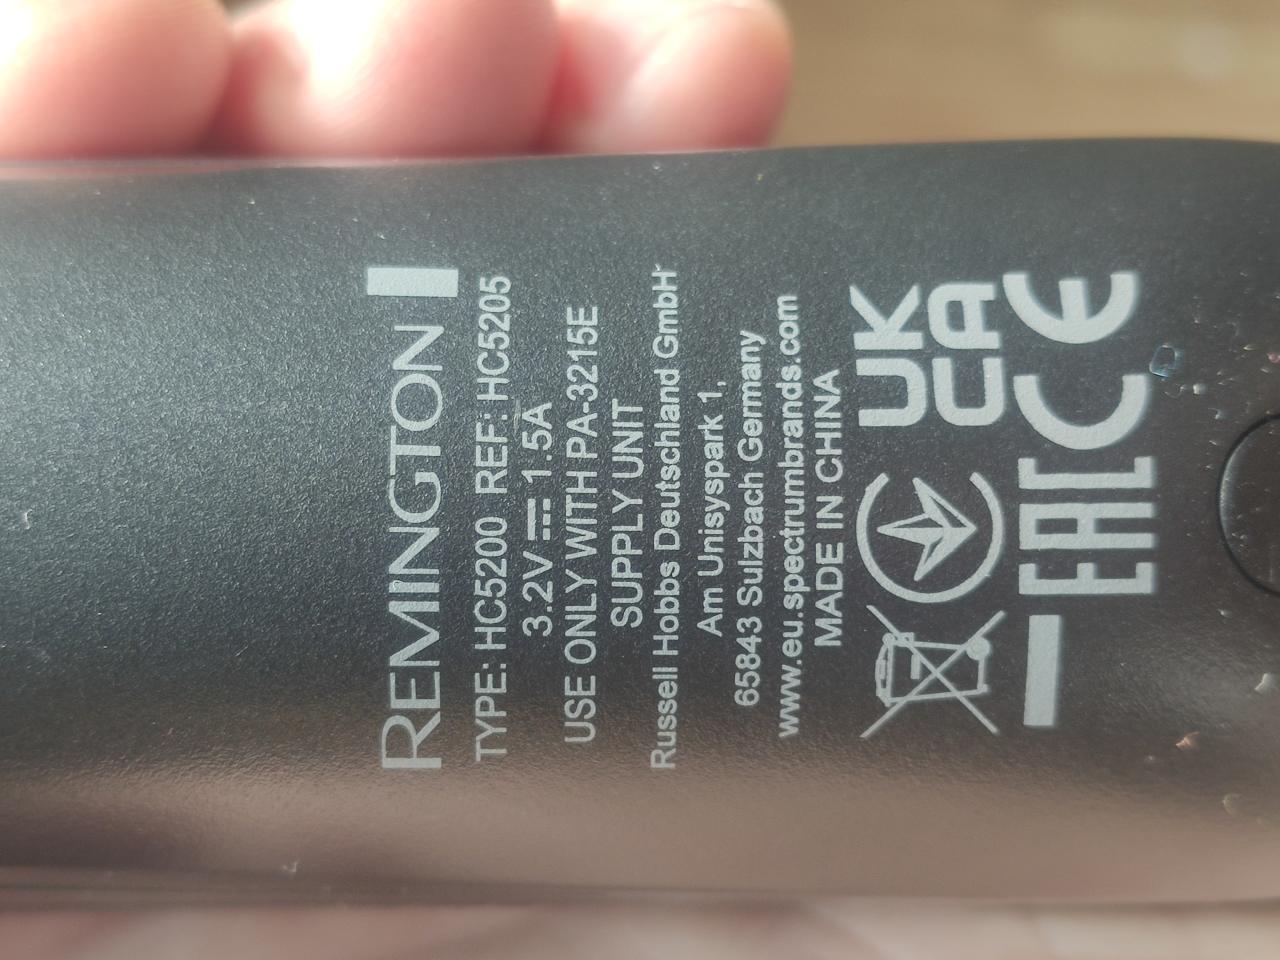 REMINGTON
TYPE: HC5200 REF: HC5205
3.2V 1.5A
USE ONLY WITH PA-3215E
SUPPLY UNIT
Russell Hobbs Deutschland GmbH
Am Unisyspark 1,
65843 Sulzbach Germany
www.eu.spectrumbrands.com
MADE IN CHINA
UK
CA
EAC CE